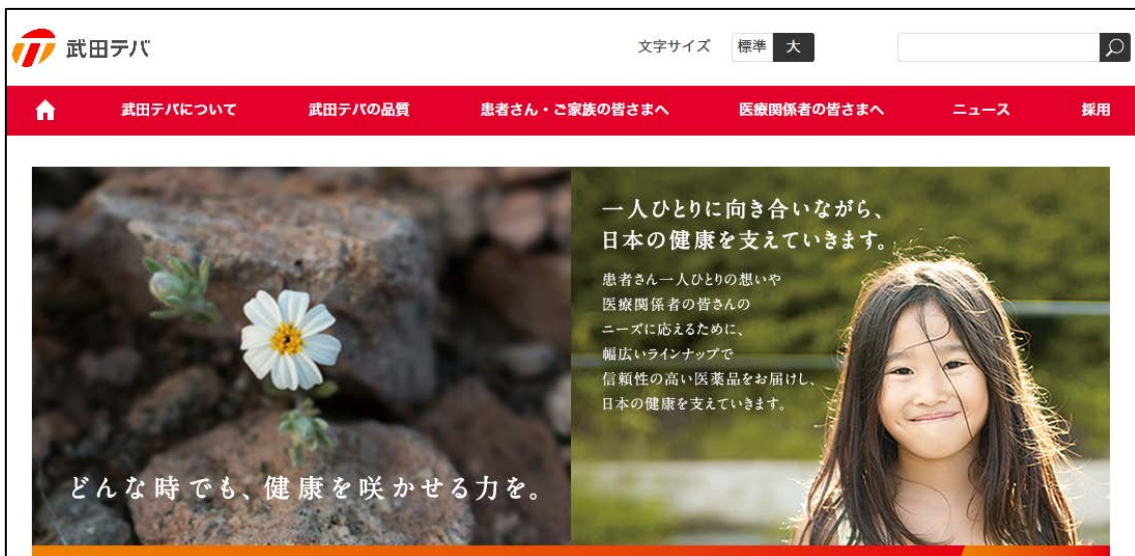 武田テバ
文字サイズ 標準 大
武田テバについて 武田テバの品質 患者さん・ご家族の皆さまへ 医療関係者の皆さまへ ニュース 採用
一人ひとりに向き合いながら、
日本の健康を支えていきます。
患者さん一人ひとりの想いや
医療関係者の皆さんの
ニーズに応えるために、
幅広いラインナップで
信頼性の高い医薬品をお届けし、
日本の健康を支えていきます。
どんな時でも、健康を咲かせる力を。